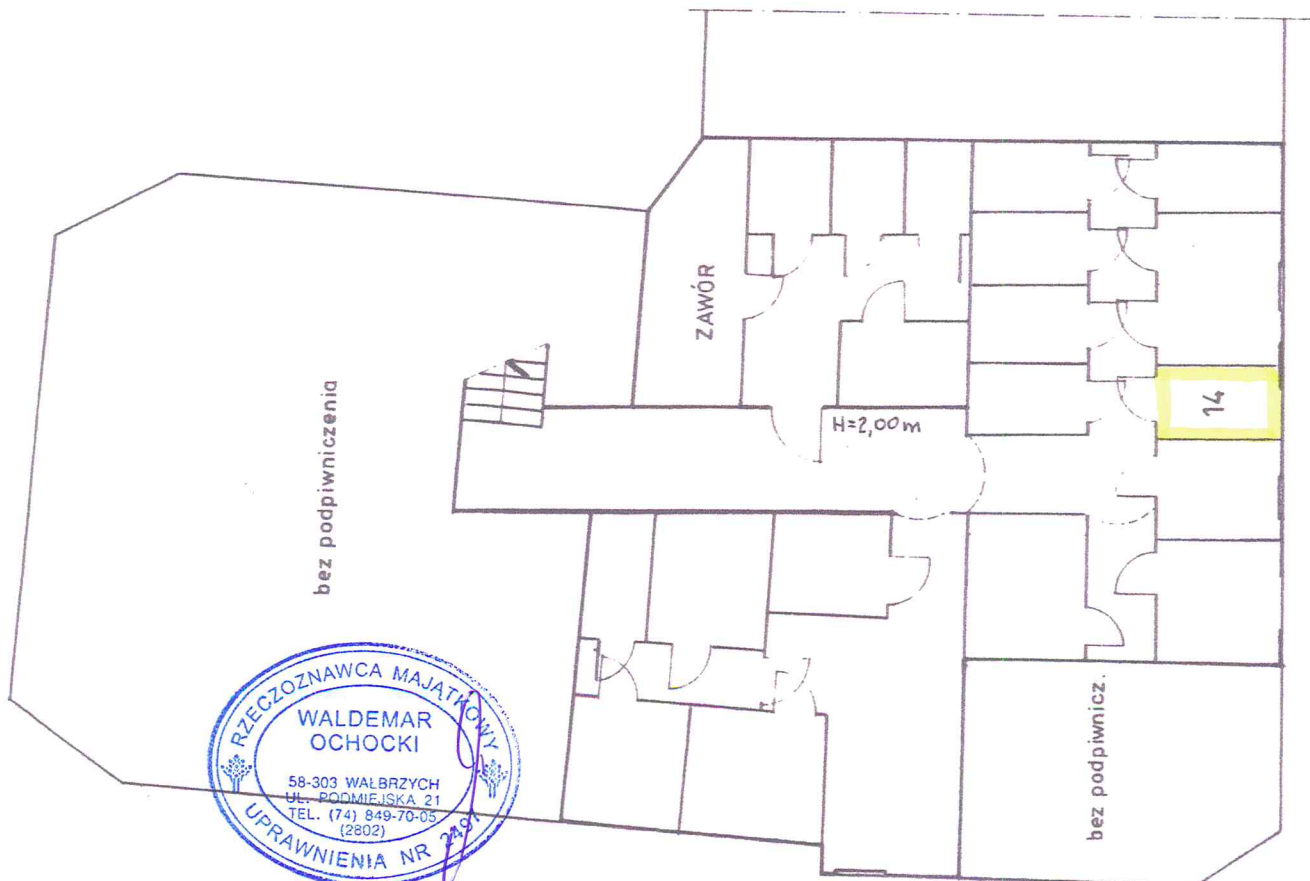 bez podpiwniczenia
ZAWÓR
H=2,00m
14
bez podpiwnicz.
RZECZOZNAWCA MAJĄTKOWY
WALDEMAR
OCHOCKI
58-303 WAŁBRZYCH
UL. PODMIEJSKA 21
TEL. (74) 849-70-05
(2802)
UPRAWNIENIA NR